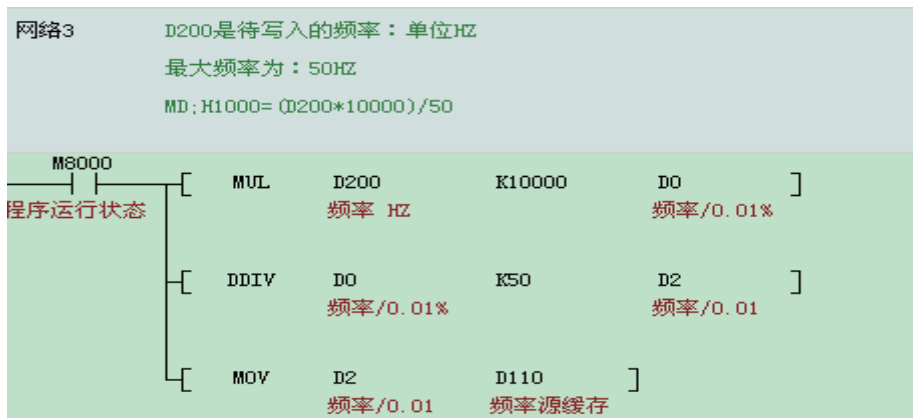 网络3 D200是待写入的频率：单位HZ
最大频率为：50HZ
MD;H1000=(D200*10000)/50
M8000
MUL D200 K10000 D0
程序运行状态 频率 HZ 频率/0.01%
DDIV D0 K50 D2
频率/0.01% 频率/0.01
MOV D2 D110
频率/0.01 频率源缓存